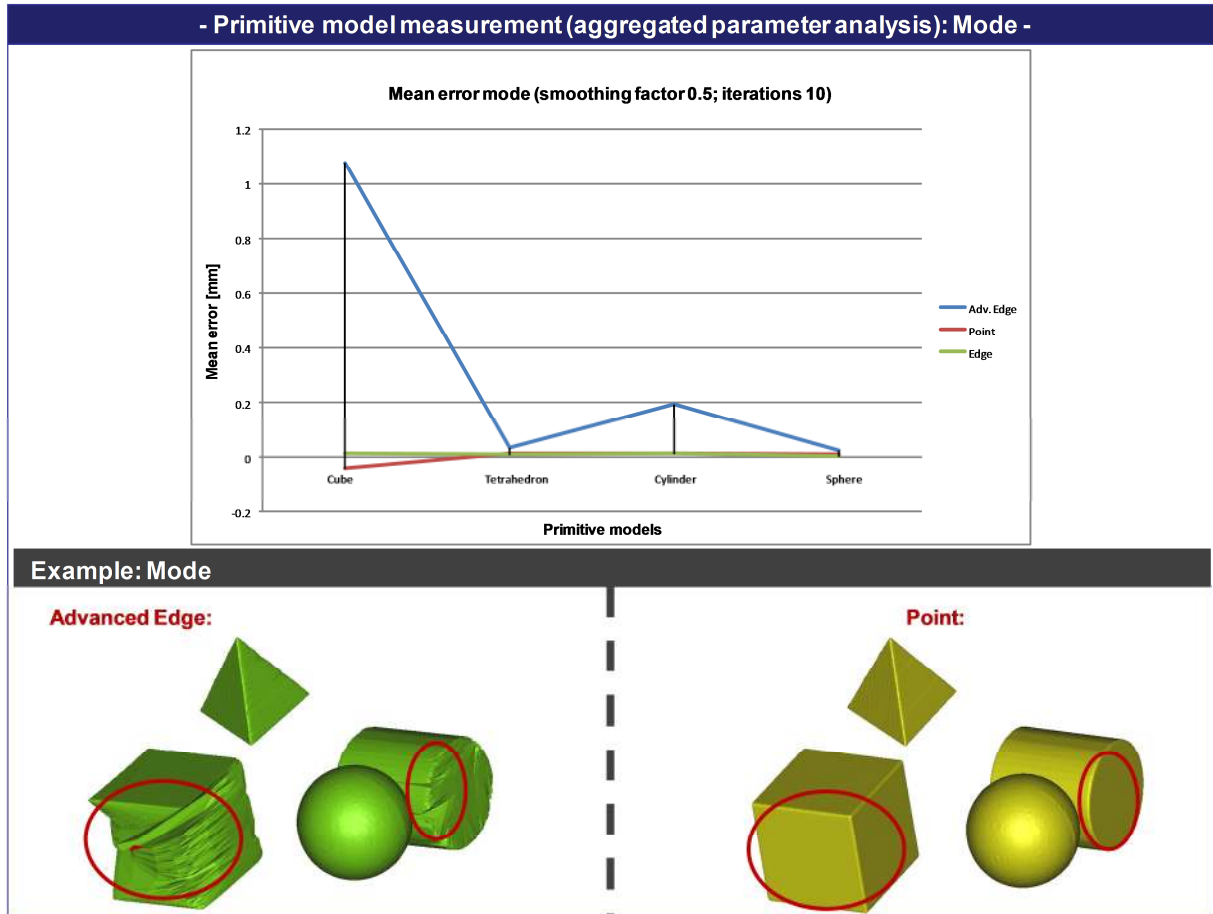 - Primitive model measurement (aggregated parameter analysis): Mode -
Mean error mode (smoothing factor 0.5; iterations 10)
1.2
1
0.8
0.6
0.4
0.2
0
-0.2
Mean error [mm]
Cube
Tetrahedron
Cylinder
Sphere
Primitive models
Adv. Edge
Point
Edge
Example: Mode
Advanced Edge:
Point: